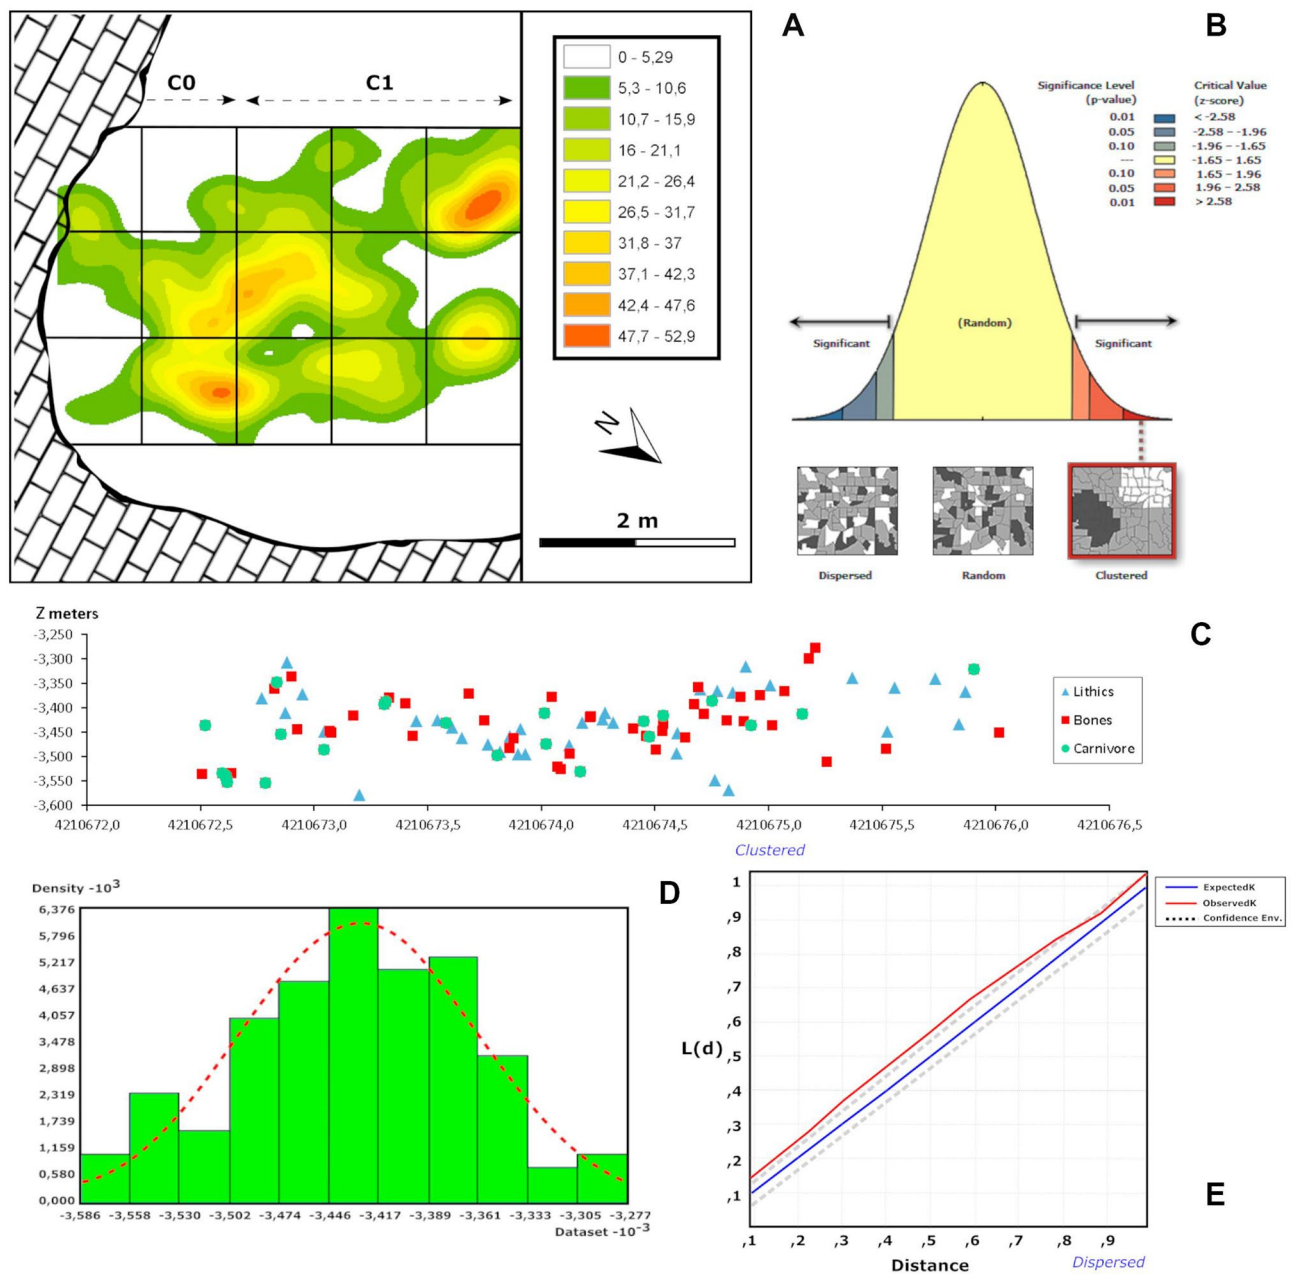 A
C0
C1
0 - 5,29
5,3 - 10,6
10,7 - 15,9
16 - 21,1
21,2 - 26,4
26,5 - 31,7
31,8 - 37
37,1 - 42,3
42,4 - 47,6
47,7 - 52,9
N
2 m
B
Significance Level
(p-value)
Critical Value
(z-score)
0.01 < -2.58
0.05 -2.58 - -1.96
0.10 -1.96 - -1.65
--- -1.65 - 1.65
0.10 1.65 - 1.96
0.05 1.96 - 2.58
0.01 > 2.58
(Random)
Significant
Significant
Dispersed
Random
Clustered
C
Z meters
-3,250
-3,300
-3,350
-3,400
-3,450
-3,500
-3,550
-3,600
4210672,0 4210672,5 4210673,0 4210673,5 4210674,0 4210674,5 4210675,0 4210675,5 4210676,0 4210676,5
Lithics
Bones
Carnivore
D
Density -10³
6,376
5,796
5,217
4,637
4,057
3,478
2,898
2,319
1,739
1,159
0,580
0,000
-3,586 -3,558 -3,530 -3,502 -3,474 -3,446 -3,417 -3,389 -3,361 -3,333 -3,305 -3,277
Dataset -10⁻³
Clustered
1
,9
,8
,7
,6
,5
,4
,3
,2
,1
L(d)
,1 ,2 ,3 ,4 ,5 ,6 ,7 ,8 ,9
Distance
Dispersed
ExpectedK
ObservedK
Confidence Env.
E